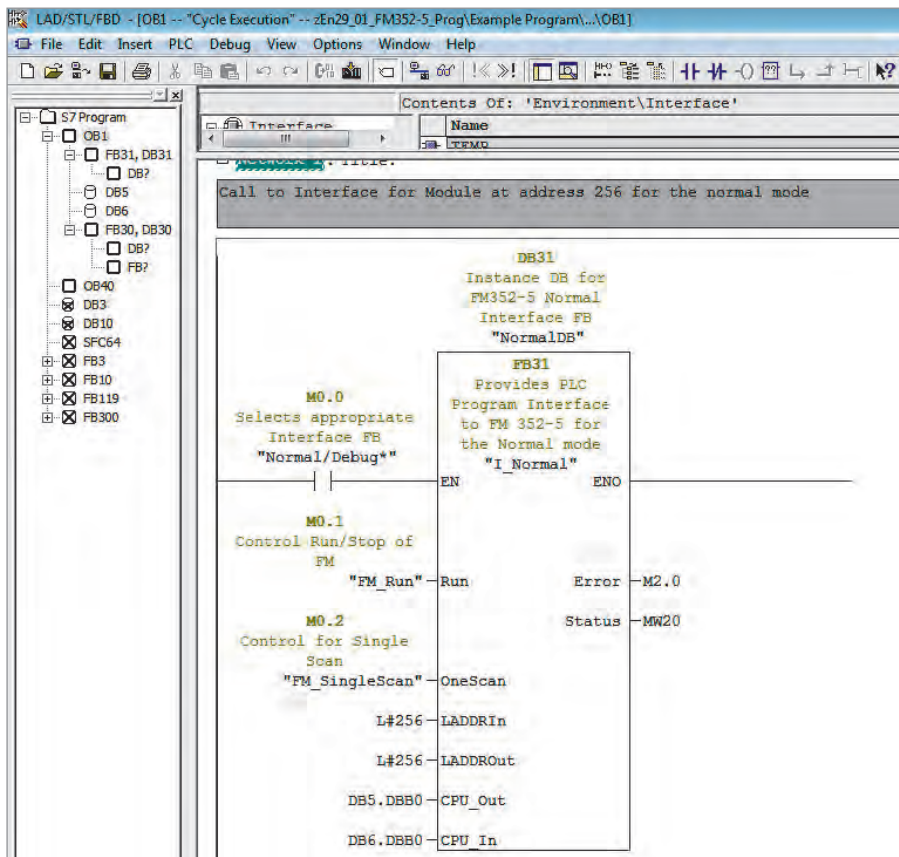 LAD/STL/FBD - [OB1 -- "Cycle Execution" -- zEn29_01_FM352-5_Prog\Example Program\...\OB1]
File Edit Insert PLC Debug View Options Window Help
Contents Of: 'Environment\Interface'
Interface
Name
TEMP
S7 Program
OB1
FB31, DB31
DB?
DB5
DB6
FB30, DB30
DB?
FB?
OB40
DB3
DB10
SFC64
FB3
FB10
FB119
FB300
Network 1: Title:
Call to Interface for Module at address 256 for the normal mode
DB31
Instance DB for
FM352-5 Normal
Interface FB
"NormalDB"
FB31
Provides PLC
Program Interface
to FM 352-5 for
the Normal mode
"I_Normal"
M0.0
Selects appropriate
Interface FB
"Normal/Debug*"
EN ENO
M0.1
Control Run/Stop of
FM
"FM_Run" Run Error M2.0
M0.2 Status MW20
Control for Single
Scan
"FM_SingleScan" OneScan
L#256 LADDRIn
L#256 LADDROut
DB5.DBB0 CPU_Out
DB6.DBB0 CPU_In